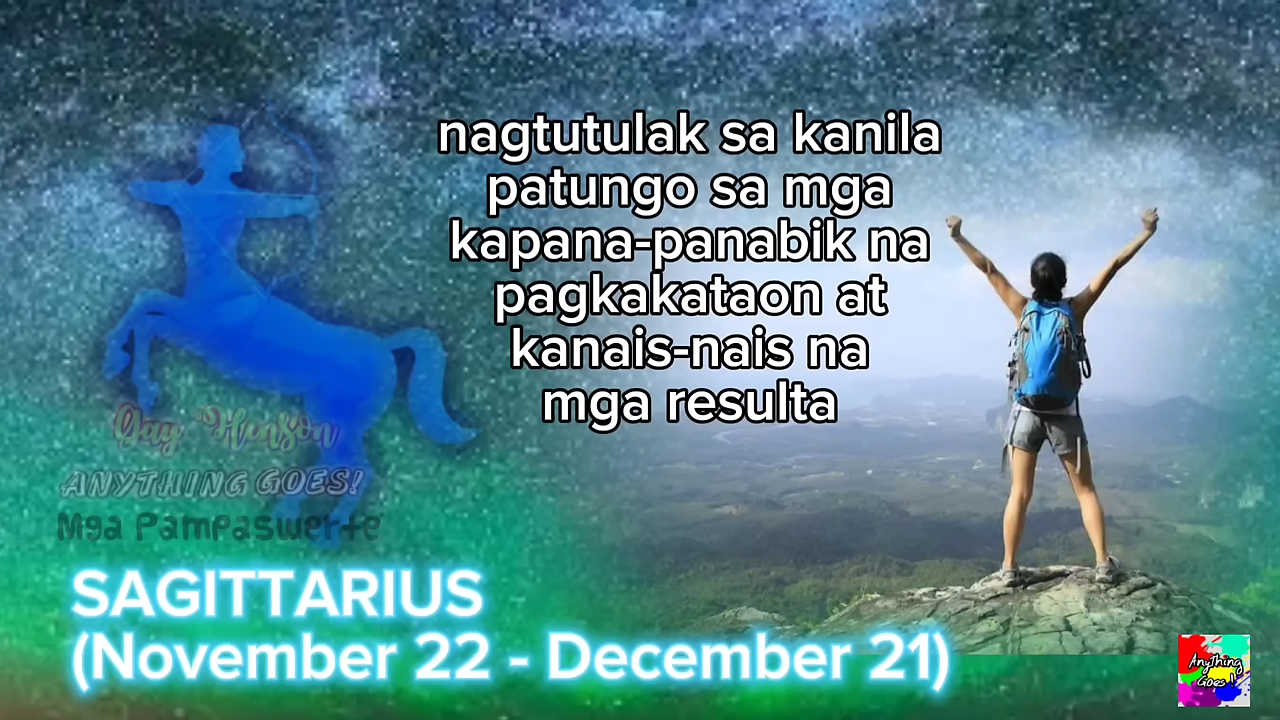 nagtutulak sa kanila
patungo sa mga
kapana-panabik na
pagkakataon at
kanais-nais na
mga resulta
ANYTHING GOES!
Mga Pampaswerte
SAGITTARIUS
(November 22 - December 21)
AnyThing
Goes!